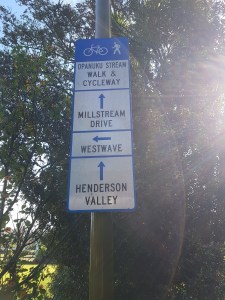 OPANUKU STREAM
WALK &
CYCLEWAY
MILLSTREAM
DRIVE
WESTWAVE
HENDERSON
VALLEY